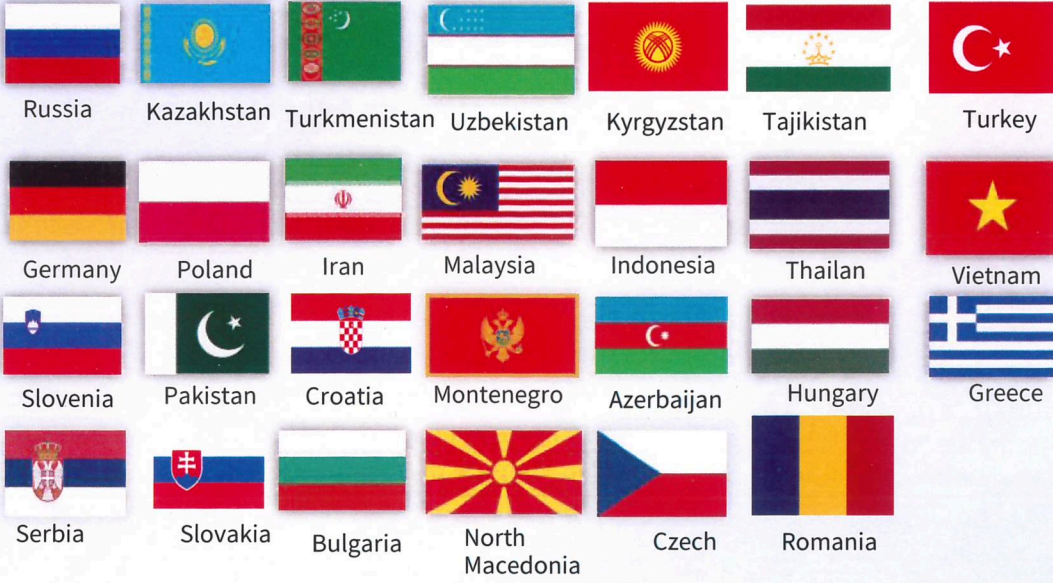 Russia
Kazakhstan
Turkmenistan
Uzbekistan
Kyrgyzstan
Tajikistan
Turkey
Germany
Poland
Iran
Malaysia
Indonesia
Thailan
Vietnam
Slovenia
Pakistan
Croatia
Montenegro
Azerbaijan
Hungary
Greece
Serbia
Slovakia
Bulgaria
North
Macedonia
Czech
Romania